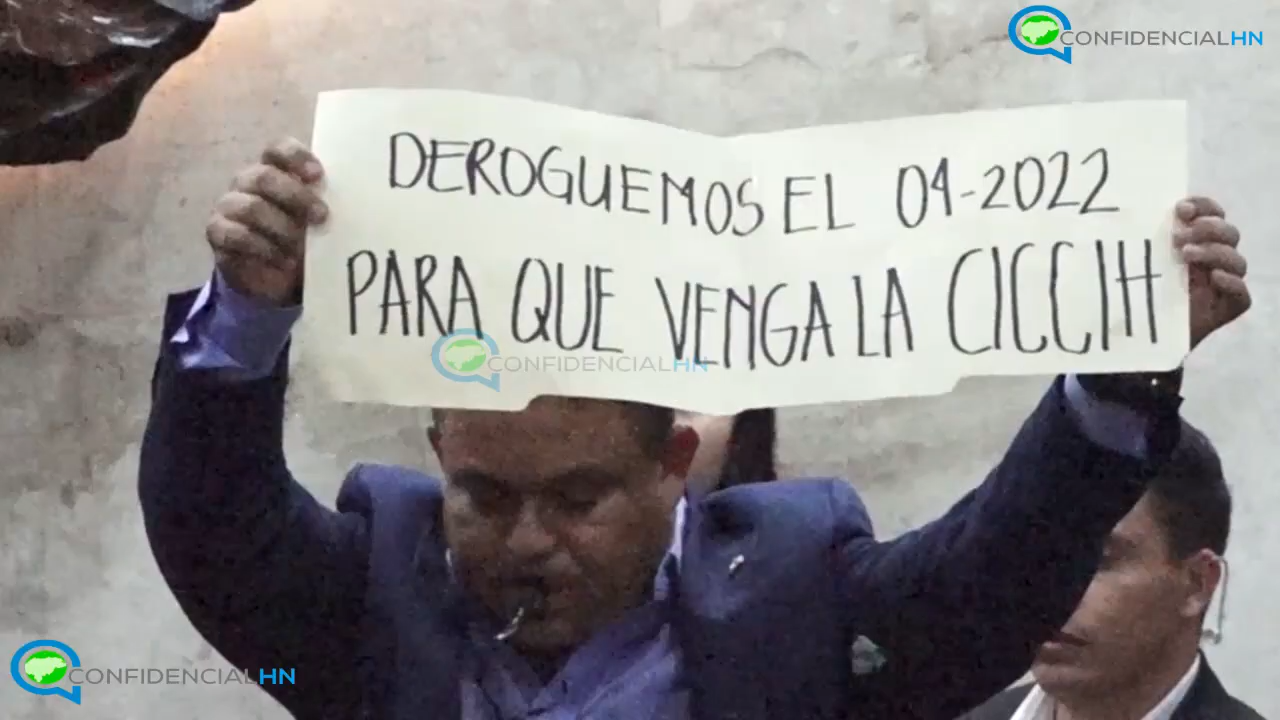 CONFIDENCIALHN
DEROGUEMOS EL 04-2022
PARA QUE VENGA LA CICCIH
CONFIDENCIALHN
CONFIDENCIALHN